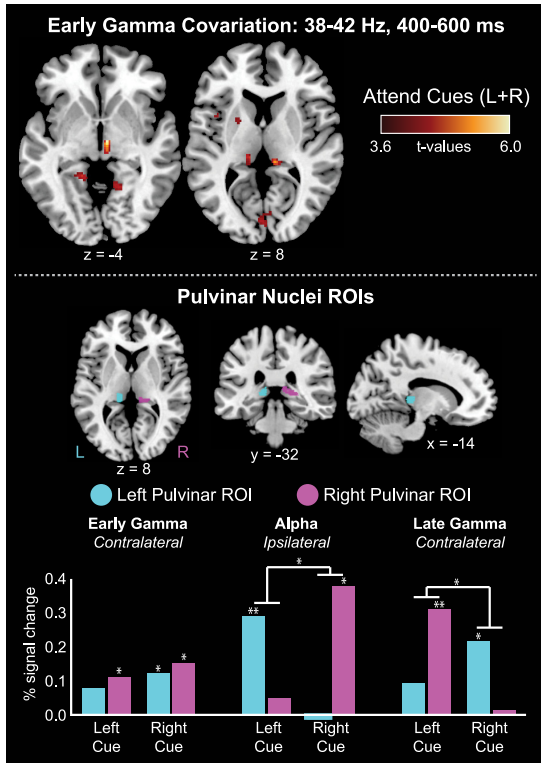 Early Gamma Covariation: 38-42 Hz, 400-600 ms
Attend Cues (L+R)
3.6 t-values 6.0
z = -4
z = 8
Pulvinar Nuclei ROIs
L
R
z = 8
y = -32
x = -14
Left Pulvinar ROI
Right Pulvinar ROI
Early Gamma
Contralateral
Alpha
Ipsilateral
Late Gamma
Contralateral
% signal change
0.4
0.3
0.2
0.1
0.0
*
*
*
**
*
*
**
*
*
Left Cue
Right Cue
Left Cue
Right Cue
Left Cue
Right Cue